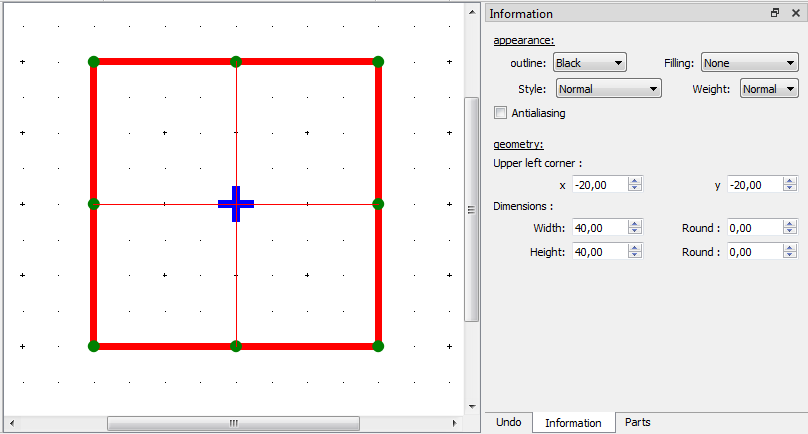 Information
appearance:
outline: Black Filling: None
Style: Normal Weight: Normal
Antialiasing
geometry:
Upper left corner :
x -20,00 y -20,00
Dimensions :
Width: 40,00 Round : 0,00
Height: 40,00 Round : 0,00
Undo Information Parts